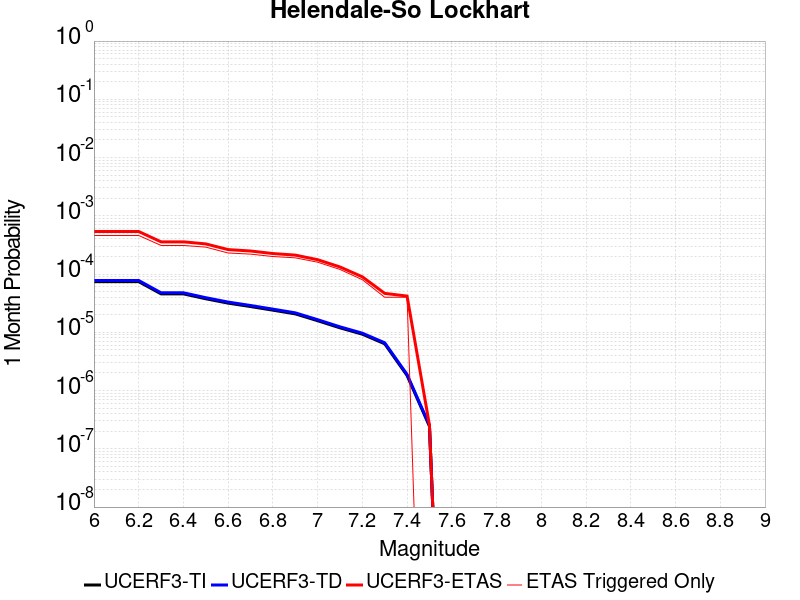 Helendale-So Lockhart
10 0
10 -1
10 -2
10 -3
10 -4
10 -5
10 -6
10 -7
10 -8
1 Month Probability
6 6.2 6.4 6.6 6.8 7 7.2 7.4 7.6 7.8 8 8.2 8.4 8.6 8.8 9
Magnitude
UCERF3-TI UCERF3-TD UCERF3-ETAS ETAS Triggered Only